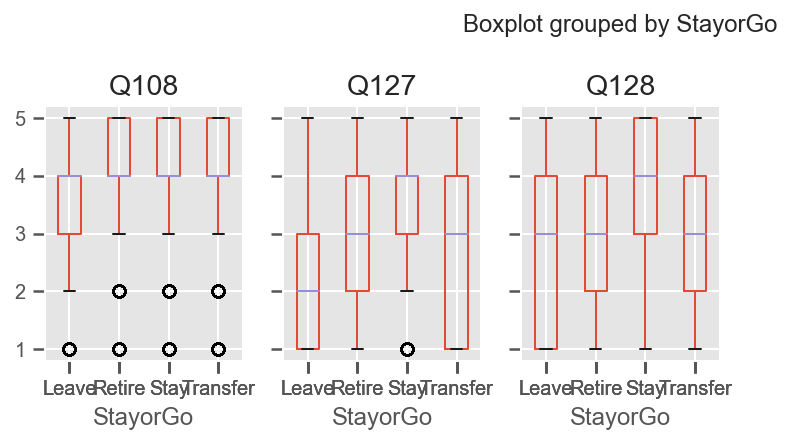 Boxplot grouped by StayorGo
Q108 Q127 Q128
5
4
3
2
1
Leave Retire Stay Transfer Leave Retire Stay Transfer Leave Retire Stay Transfer
StayorGo StayorGo StayorGo